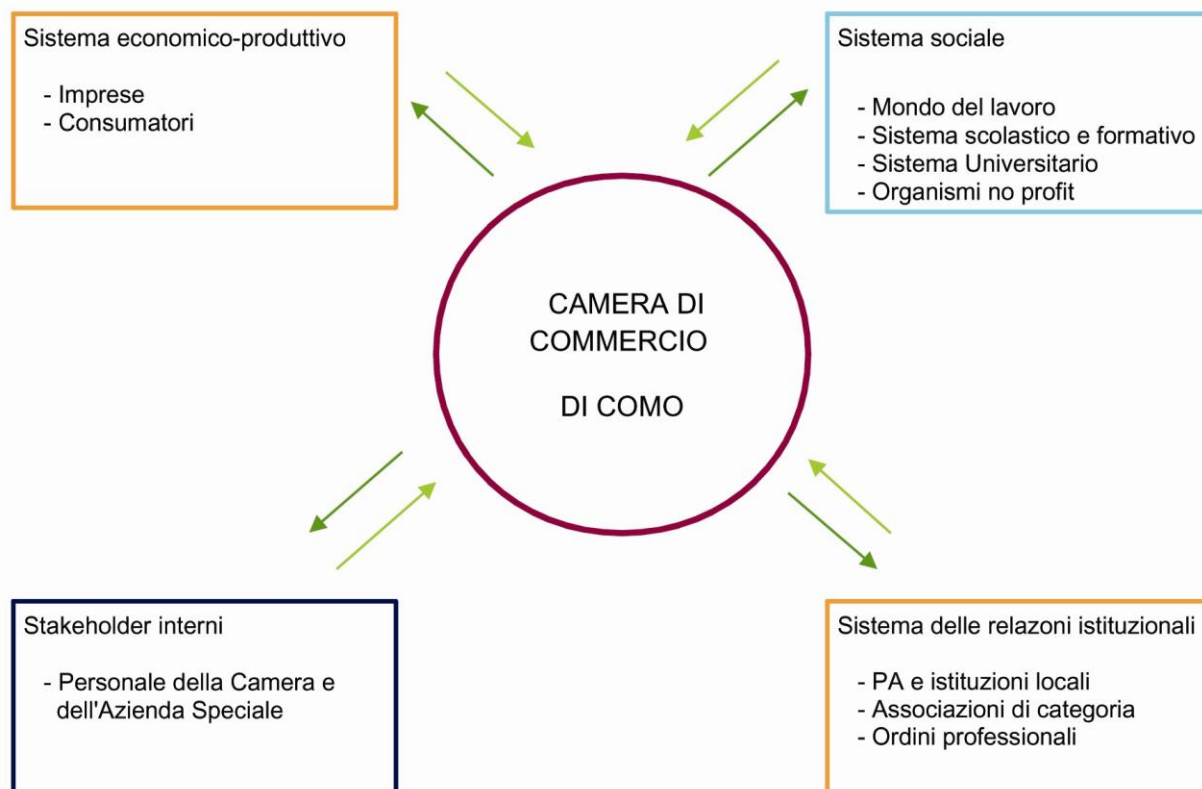 Sistema economico-produttivo
- Imprese
- Consumatori
Sistema sociale
- Mondo del lavoro
- Sistema scolastico e formativo
- Sistema Universitario
- Organismi no profit
CAMERA DI
COMMERCIO
DI COMO
Stakeholder interni
- Personale della Camera e
dell'Azienda Speciale
Sistema delle relazoni istituzionali
- PA e istituzioni locali
- Associazioni di categoria
- Ordini professionali